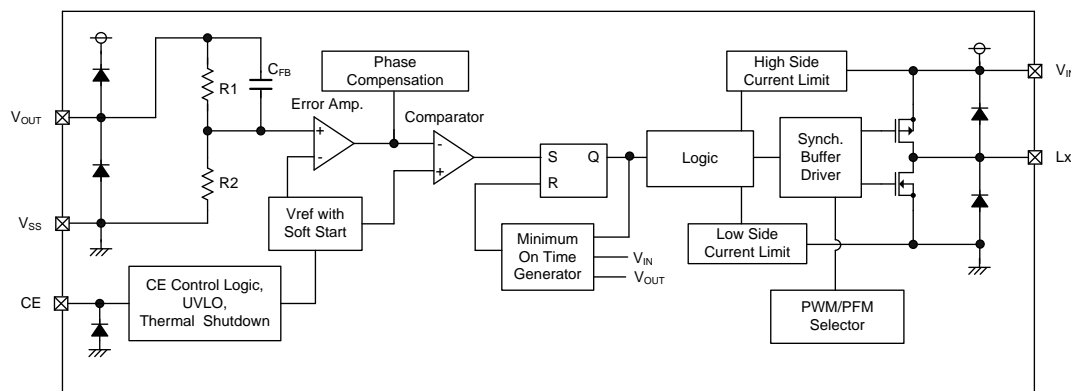 Phase
Compensation
High Side
Current Limit
CFB
R1
VIN
Error Amp.
Comparator
VOUT
+
-
-
+
S
Q
R
Logic
Synch.
Buffer
Driver
Lx
R2
VSS
Vref with
Soft Start
Minimum
On Time
Generator
VIN
VOUT
Low Side
Current Limit
CE
CE Control Logic,
UVLO,
Thermal Shutdown
PWM/PFM
Selector